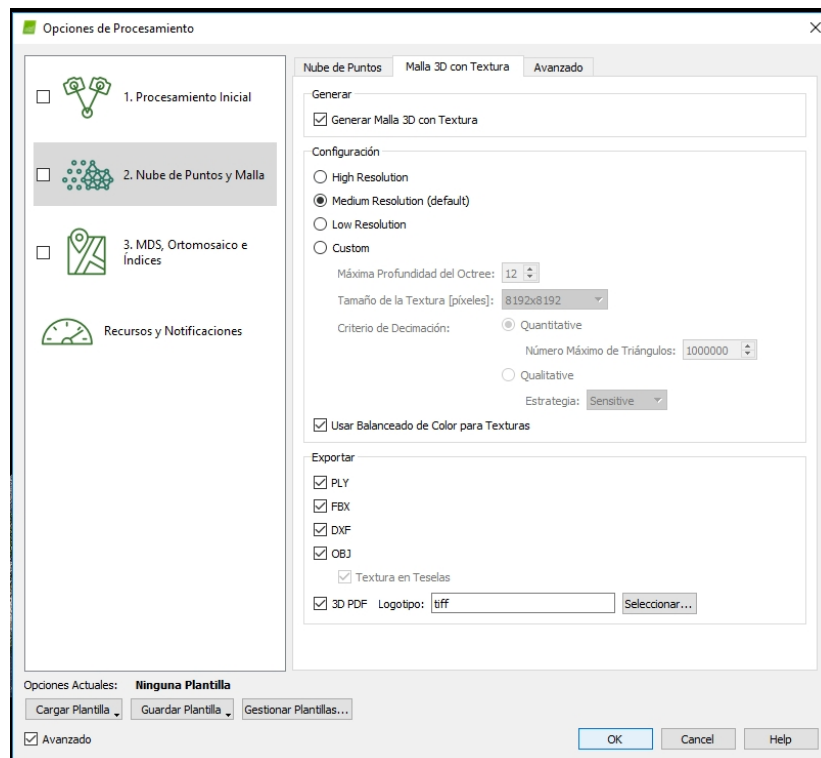 Opciones de Procesamiento
1. Procesamiento Inicial
2. Nube de Puntos y Malla
3. MDS, Ortomosaico e
Índices
Recursos y Notificaciones
Nube de Puntos Malla 3D con Textura Avanzado
Generar
Generar Malla 3D con Textura
Configuración
High Resolution
Medium Resolution (default)
Low Resolution
Custom
Máxima Profundidad del Octree: 12
Tamaño de la Textura [píxeles]: 8192x8192
Criterio de Decimación: Quantitative
Número Máximo de Triángulos: 1000000
Qualitative
Estrategia: Sensitive
Usar Balanceado de Color para Texturas
Exportar
PLY
FBX
DXF
OBJ
Textura en Teselas
3D PDF Logotipo: tiff Seleccionar...
Opciones Actuales: Ninguna Plantilla
Cargar Plantilla Guardar Plantilla Gestionar Plantillas...
Avanzado
OK Cancel Help